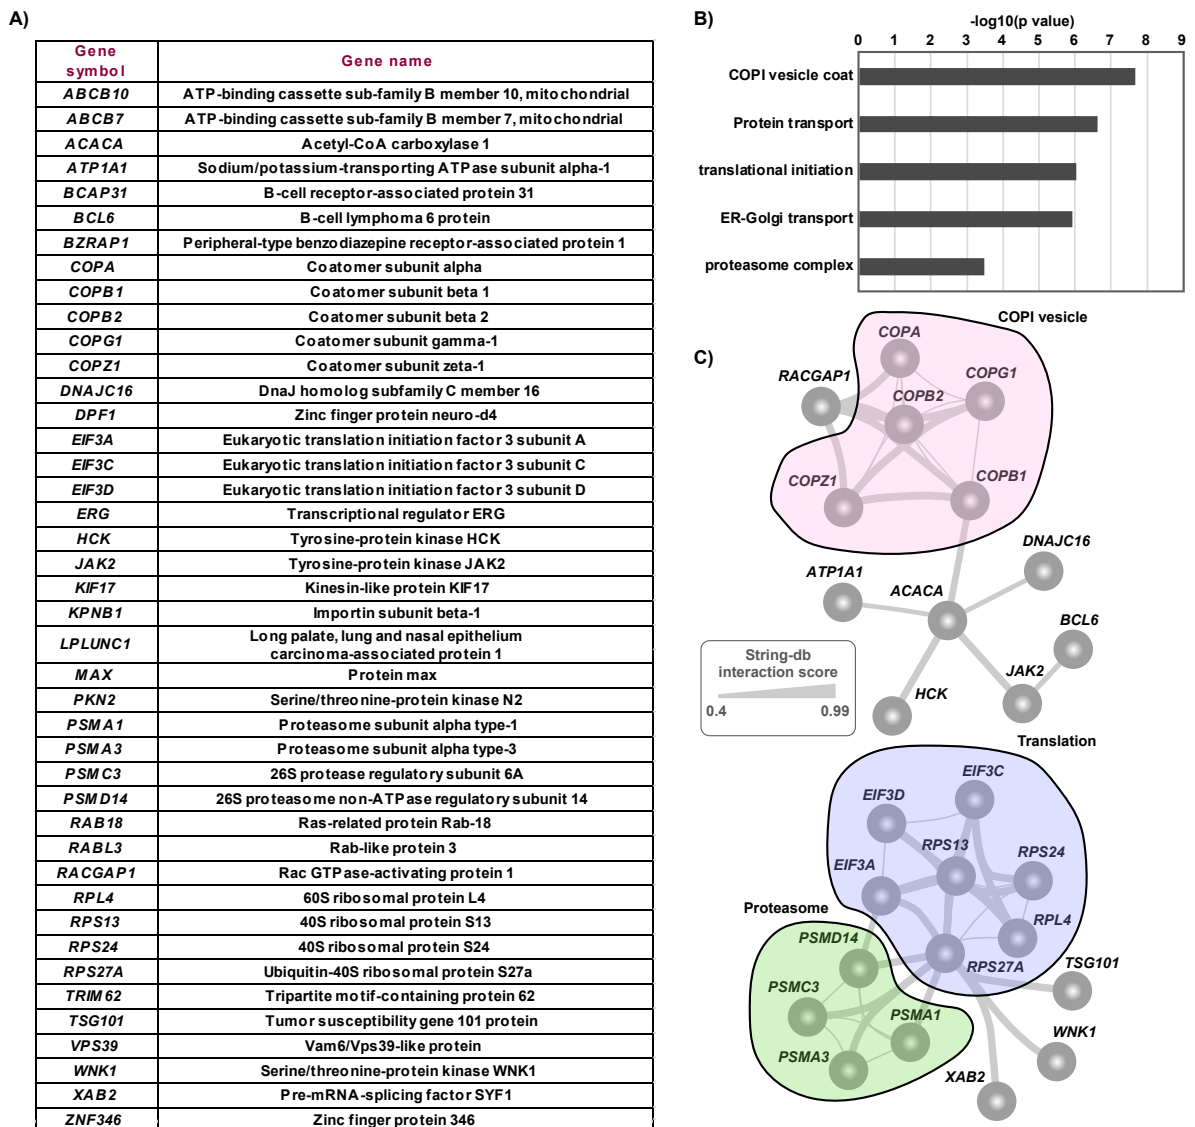 A)
Gene symbol Gene name
ABCB10 ATP-binding cassette sub-family B member 10, mitochondrial
ABCB7 ATP-binding cassette sub-family B member 7, mitochondrial
ACACA Acetyl-CoA carboxylase 1
ATP1A1 Sodium/potassium-transporting ATPase subunit alpha-1
BCAP31 B-cell receptor-associated protein 31
BCL6 B-cell lymphoma 6 protein
BZRAP1 Peripheral-type benzodiazepine receptor-associated protein 1
COPA Coatomer subunit alpha
COPB1 Coatomer subunit beta 1
COPB2 Coatomer subunit beta 2
COPG1 Coatomer subunit gamma-1
COPZ1 Coatomer subunit zeta-1
DNAJC16 DnaJ homolog subfamily C member 16
DPF1 Zinc finger protein neuro-d4
EIF3A Eukaryotic translation initiation factor 3 subunit A
EIF3C Eukaryotic translation initiation factor 3 subunit C
EIF3D Eukaryotic translation initiation factor 3 subunit D
ERG Transcriptional regulator ERG
HCK Tyrosine-protein kinase HCK
JAK2 Tyrosine-protein kinase JAK2
KIF17 Kinesin-like protein KIF17
KPNB1 Importin subunit beta-1
LPLUNC1 Long palate, lung and nasal epithelium
carcinoma-associated protein 1
MAX Protein max
PKN2 Serine/threonine-protein kinase N2
PSMA1 Proteasome subunit alpha type-1
PSMA3 Proteasome subunit alpha type-3
PSMC3 26S protease regulatory subunit 6A
PSMD14 26S proteasome non-ATPase regulatory subunit 14
RAB18 Ras-related protein Rab-18
RABL3 Rab-like protein 3
RACGAP1 Rac GTPase-activating protein 1
RPL4 60S ribosomal protein L4
RPS13 40S ribosomal protein S13
RPS24 40S ribosomal protein S24
RPS27A Ubiquitin-40S ribosomal protein S27a
TRIM62 Tripartite motif-containing protein 62
TSG101 Tumor susceptibility gene 101 protein
VPS39 Vam6/Vps39-like protein
WNK1 Serine/threonine-protein kinase WNK1
XAB2 Pre-mRNA-splicing factor SYF1
ZNF346 Zinc finger protein 346
B)
-log10(p value)
0 1 2 3 4 5 6 7 8 9
COPI vesicle coat
Protein transport
translational initiation
ER-Golgi transport
proteasome complex
C)
COPI vesicle
COPA
RACGAP1
COPG1
COPB2
COPZ1
COPB1
DNAJC16
ATP1A1
ACACA
BCL6
JAK2
HCK
String-db
interaction score
0.4 0.99
Translation
EIF3C
EIF3D
RPS13
RPS24
EIF3A
RPL4
Proteasome
PSMD14
RPS27A
TSG101
PSMC3
PSMA1
WNK1
PSMA3
XAB2